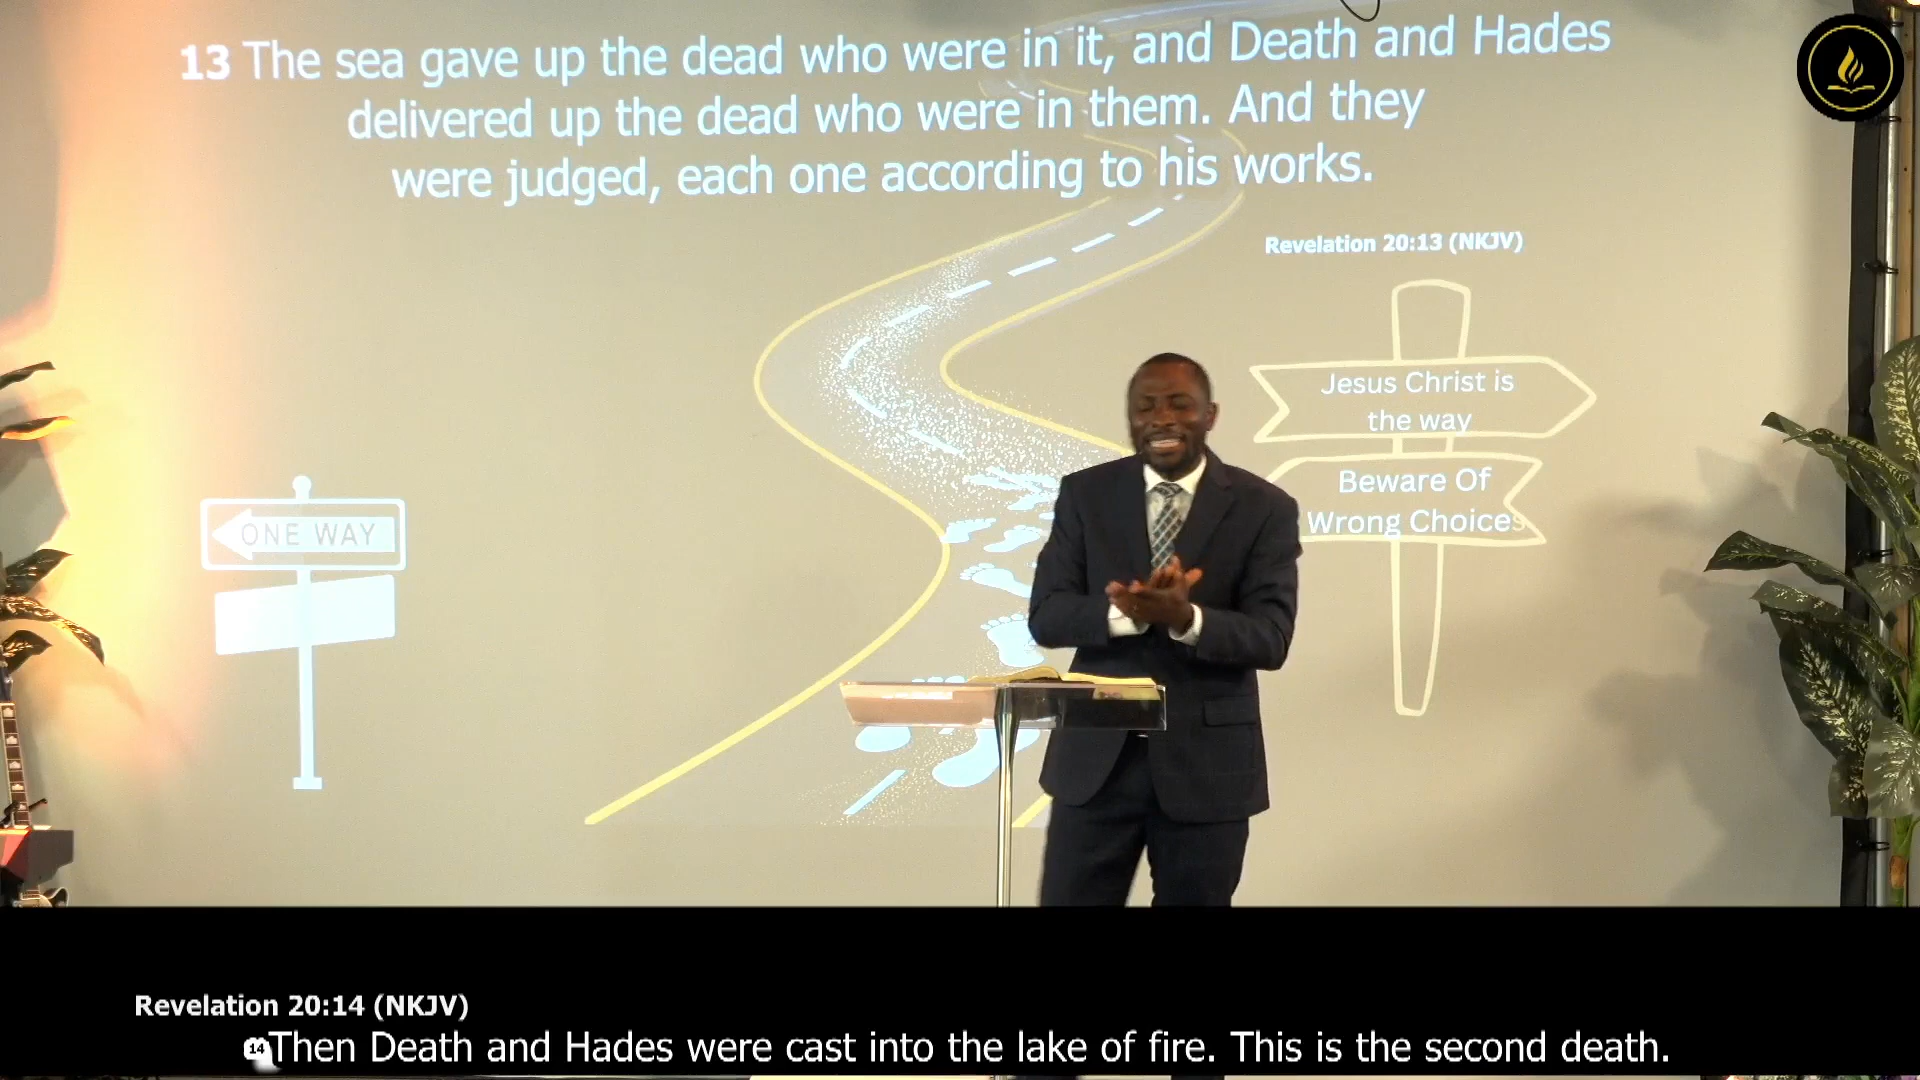 13 The sea gave up the dead who were in it, and Death and Hades
delivered up the dead who were in them. And they
were judged, each one according to his works.
Revelation 20:13 (NKJV)
Jesus Christ is
the way
Beware Of
Wrong Choices
ONE WAY
Revelation 20:14 (NKJV)
14 Then Death and Hades were cast into the lake of fire. This is the second death.